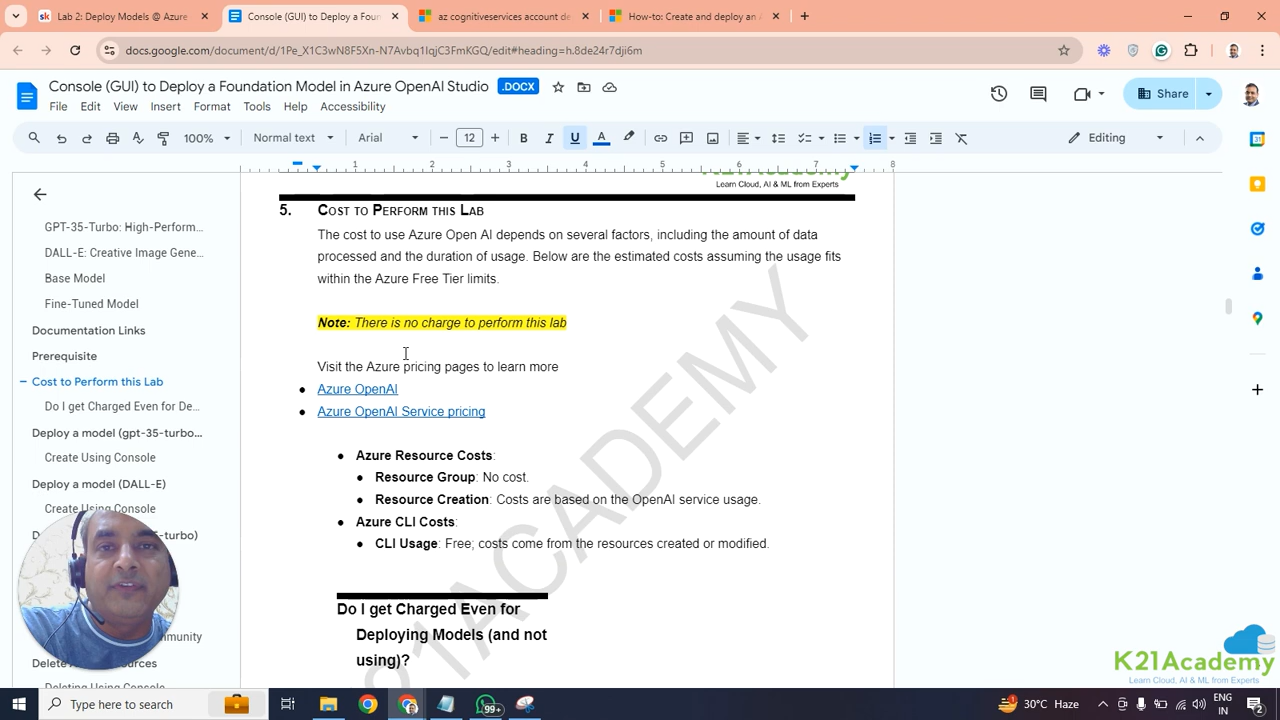 Lab 2: Deploy Models @ Azure
Console (GUI) to Deploy a Foun
az cognitiveservices account de
How-to: Create and deploy an A
docs.google.com/document/d/1Pe_X1C3wN8F5Xn-N7Avbq1IqjC3FmKGQ/edit#heading=h.8de24r7dji6m
Console (GUI) to Deploy a Foundation Model in Azure OpenAI Studio .DOCX
File Edit View Insert Format Tools Help Accessibility
Share
100% Normal text Arial 12 Editing
1 2 3 4 5 6 7 8
GPT-35-Turbo: High-Perform...
DALL-E: Creative Image Gene...
Base Model
Fine-Tuned Model
Documentation Links
Prerequisite
Cost to Perform this Lab
Do I get Charged Even for De...
Deploy a model (gpt-35-turbo...
Create Using Console
Deploy a model (DALL-E)
Create Using Console
Learn Cloud, AI & ML from Experts
5. Cost to Perform this Lab
The cost to use Azure Open AI depends on several factors, including the amount of data
processed and the duration of usage. Below are the estimated costs assuming the usage fits
within the Azure Free Tier limits.
Note: There is no charge to perform this lab
Visit the Azure pricing pages to learn more
● Azure OpenAI
● Azure OpenAI Service pricing
● Azure Resource Costs:
● Resource Group: No cost.
● Resource Creation: Costs are based on the OpenAI service usage.
● Azure CLI Costs:
● CLI Usage: Free; costs come from the resources created or modified.
Do I get Charged Even for
Deploying Models (and not
using)?
21ACADEMY
K21Academy
Learn Cloud, AI & ML from Experts
Type here to search
99+
30°C Haze
ENG
IN
2